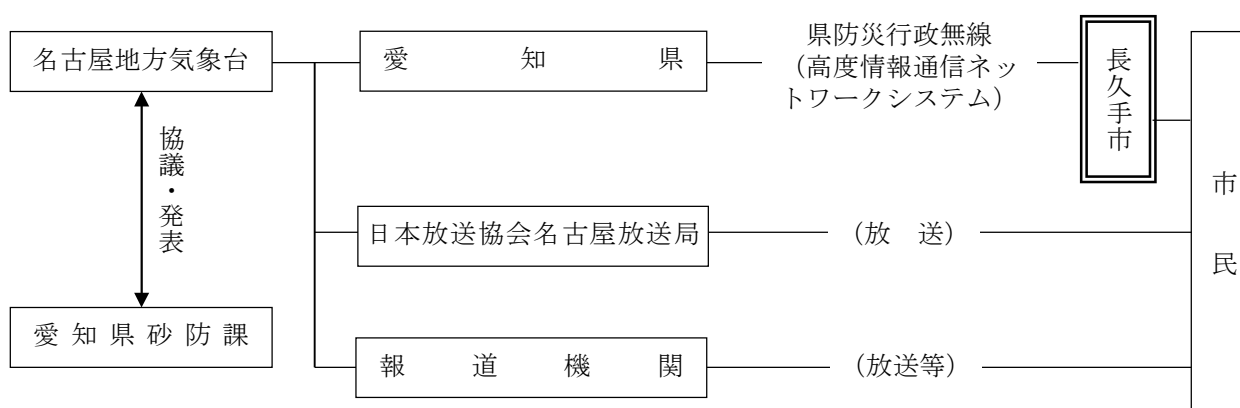 名古屋地方気象台
愛知県
県防災行政無線
（高度情報通信ネッ
トワークシステム）
長久手市
協議・発表
市民
日本放送協会名古屋放送局
（放　送）
愛知県砂防課
報道機関
（放送等）